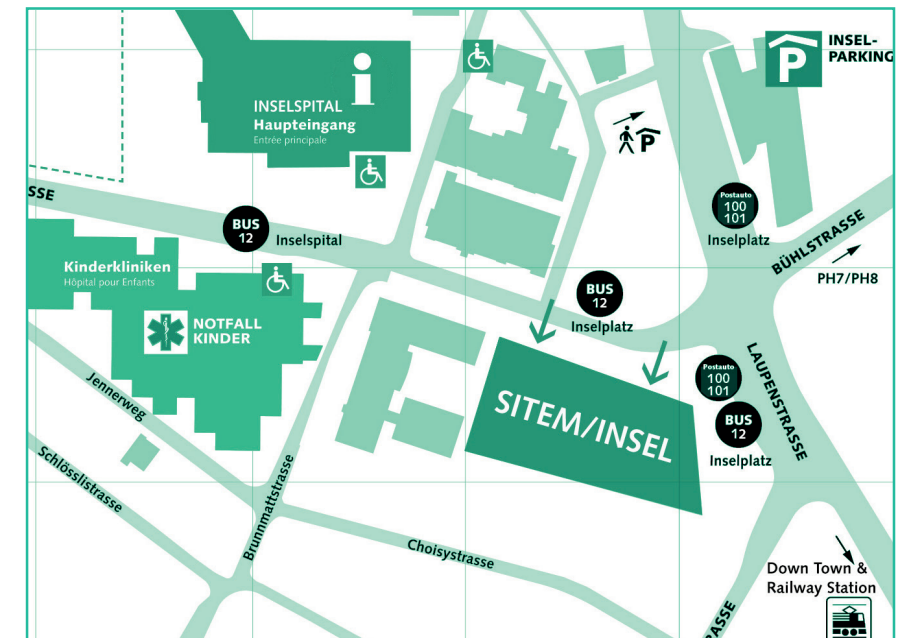 INSEL-
PARKING
P
INSELSPITAL
Haupteingang
Entrée principale
P
SSE
BUS
12
Inselspital
Postauto
100
101
Inselplatz
BÜHLSTRASSE
PH7/PH8
Kinderkliniken
Hôpital pour Enfants
NOTFALL
KINDER
BUS
12
Inselplatz
LAUPENSTRASSE
SITEM/INSEL
Postauto
100
101
BUS
12
Inselplatz
Jennerweg
Schlösslistrasse
Brunnmattstrasse
Choisystrasse
Down Town &
Railway Station
RASSE